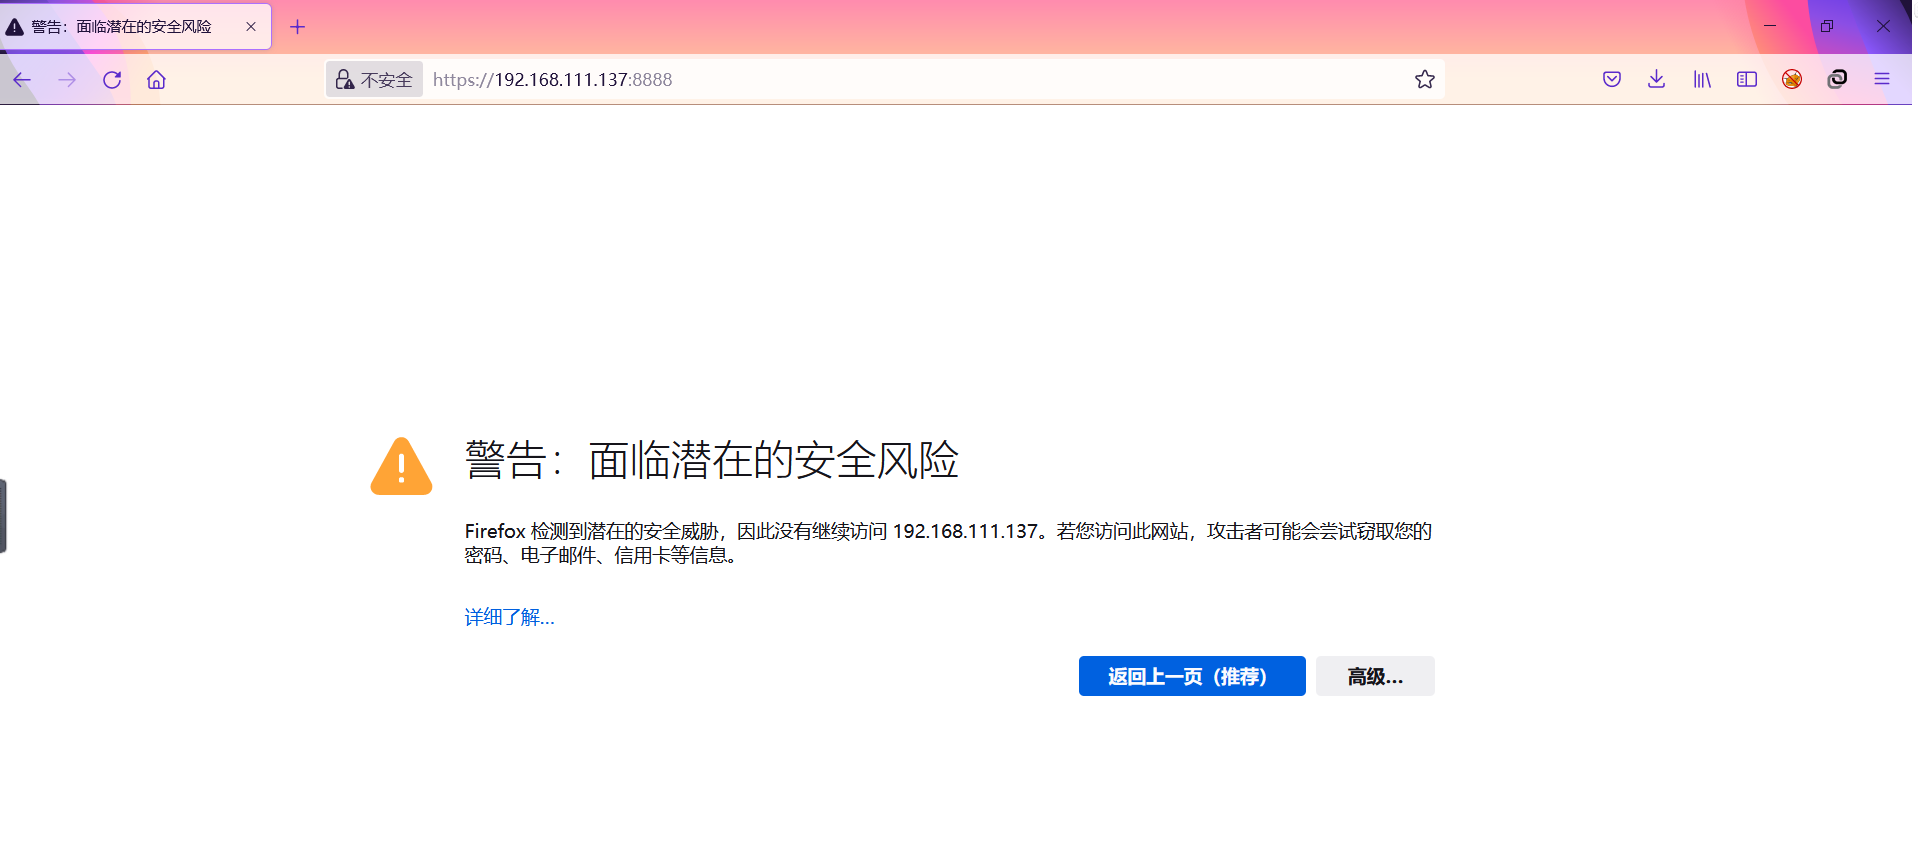 警告：面临潜在的安全风险
不安全 https://192.168.111.137:8888
警告：面临潜在的安全风险
Firefox 检测到潜在的安全威胁，因此没有继续访问 192.168.111.137。若您访问此网站，攻击者可能会尝试窃取您的
密码、电子邮件、信用卡等信息。
详细了解...
返回上一页（推荐） 高级...